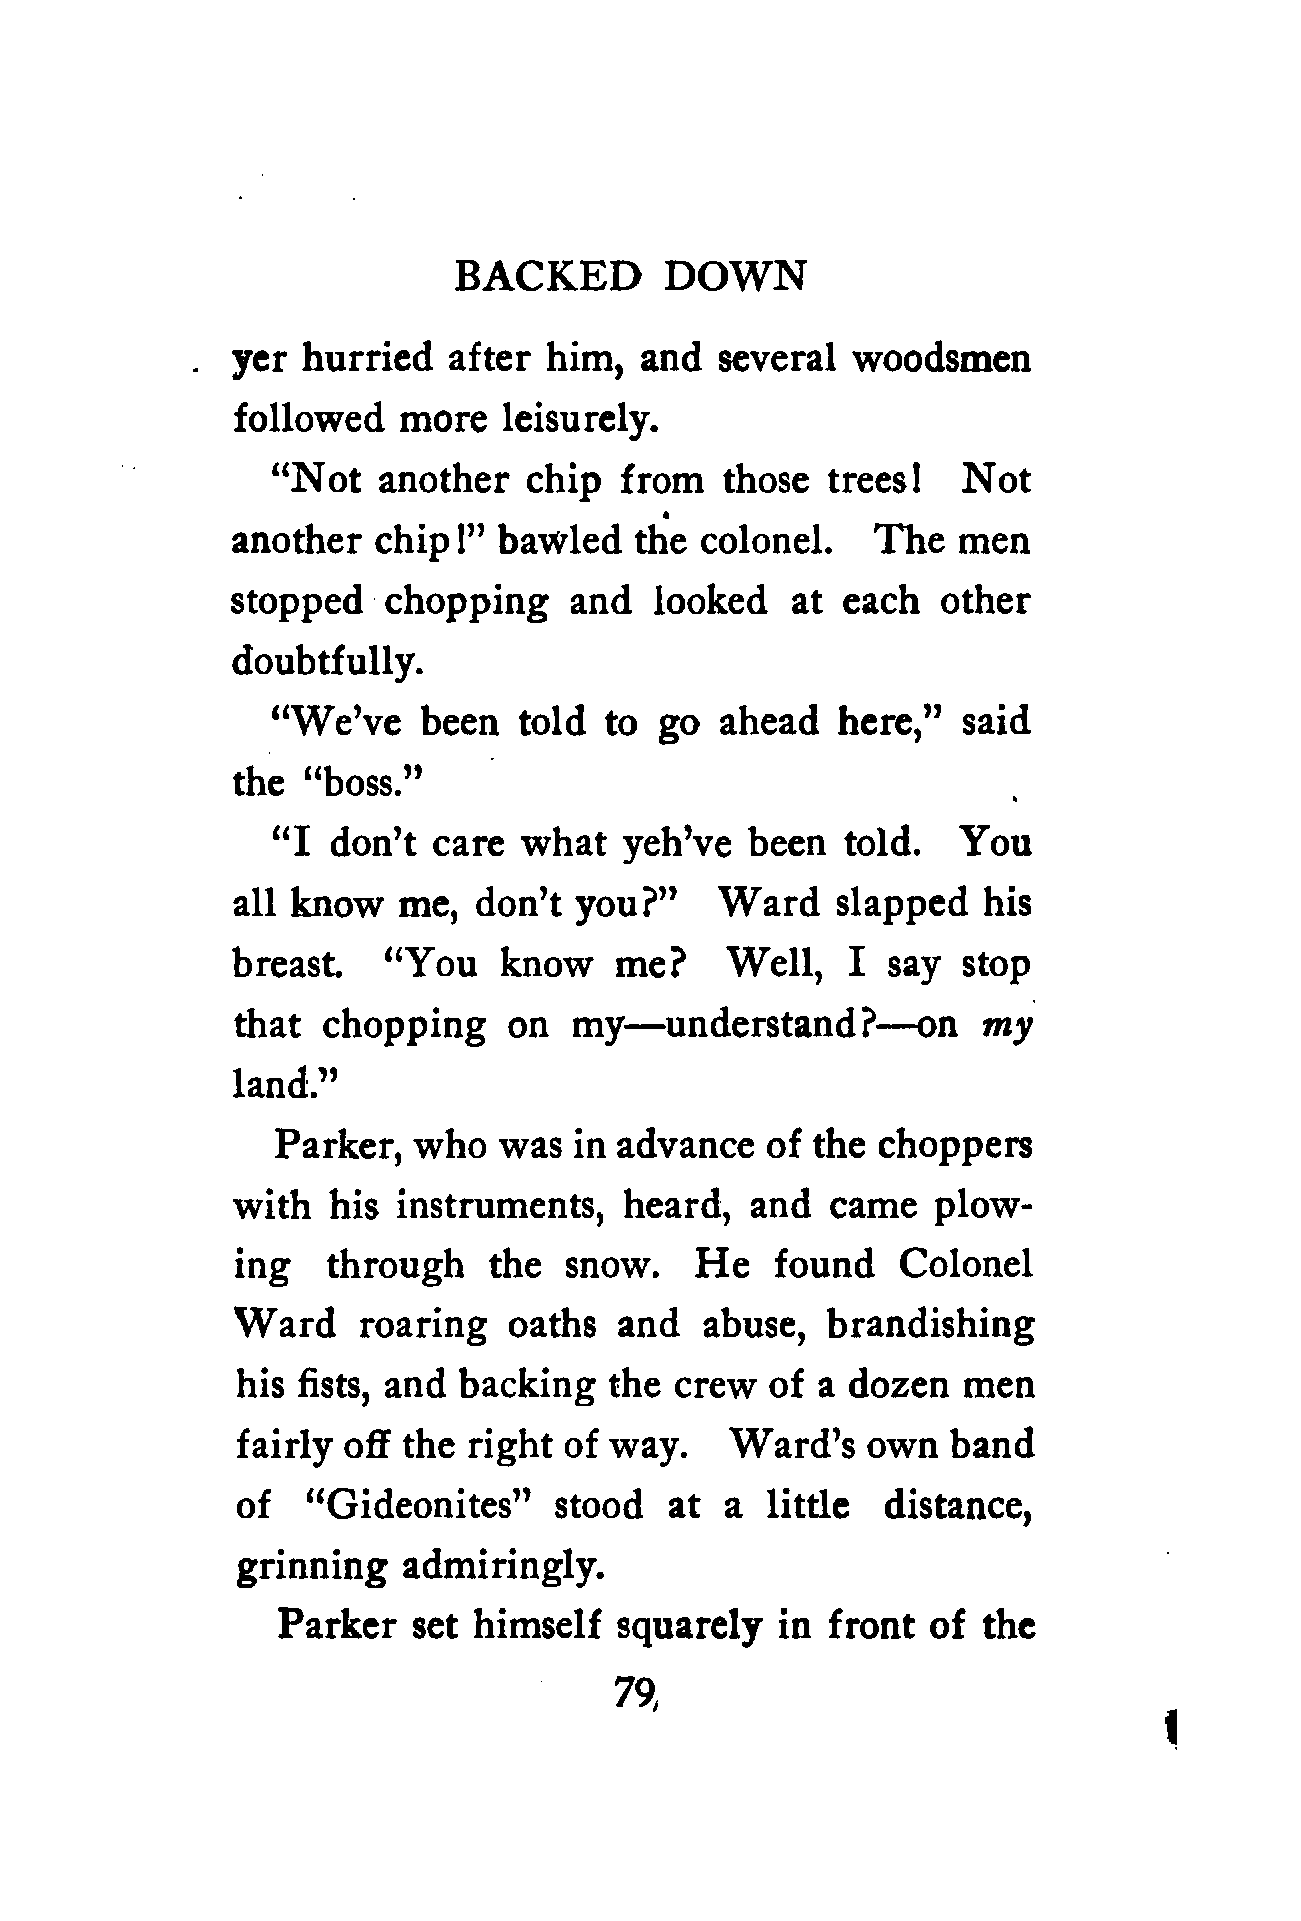 BACKED DOWN
yer hurried after him, and several woodsmen
followed more leisurely.
“Not another chip from those trees! Not
another chip!” bawled the colonel. The men
stopped chopping and looked at each other
doubtfully.
“We’ve been told to go ahead here,” said
the “boss.”
“I don’t care what yeh’ve been told. You
all know me, don’t you?” Ward slapped his
breast. “You know me? Well, I say stop
that chopping on my—understand?—on my
land.”
Parker, who was in advance of the choppers
with his instruments, heard, and came plow-
ing through the snow. He found Colonel
Ward roaring oaths and abuse, brandishing
his fists, and backing the crew of a dozen men
fairly off the right of way. Ward’s own band
of “Gideonites” stood at a little distance,
grinning admiringly.
Parker set himself squarely in front of the
79